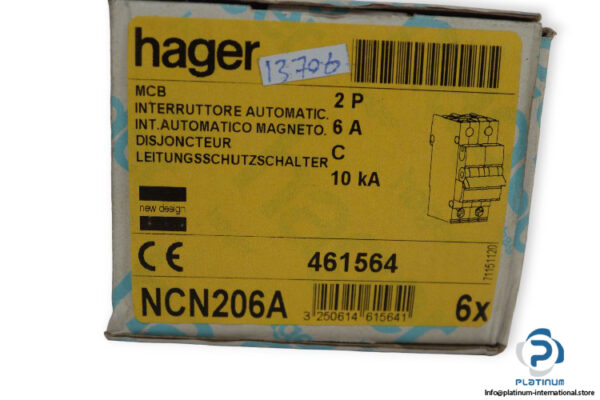 hager
13706
MCB
INTERRUTTORE AUTOMATIC.
INT.AUTOMATICO MAGNETO.
DISJONCTEUR
LEITUNGSSCHUTZSCHALTER
2 P
6 A
C
10 kA
new design
71151120
CE
461564
NCN206A
3 250614 615641
6x
PLATINUM
Info@platinum-international.store